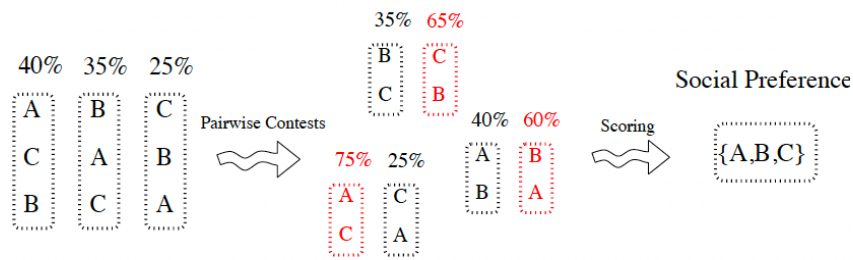 40% 35% 25%
A B C
C A B
B C A
Pairwise Contests
35% 65%
B C
C B
75% 25%
A C
C A
40% 60%
A B
B A
Scoring
Social Preference
{A,B,C}